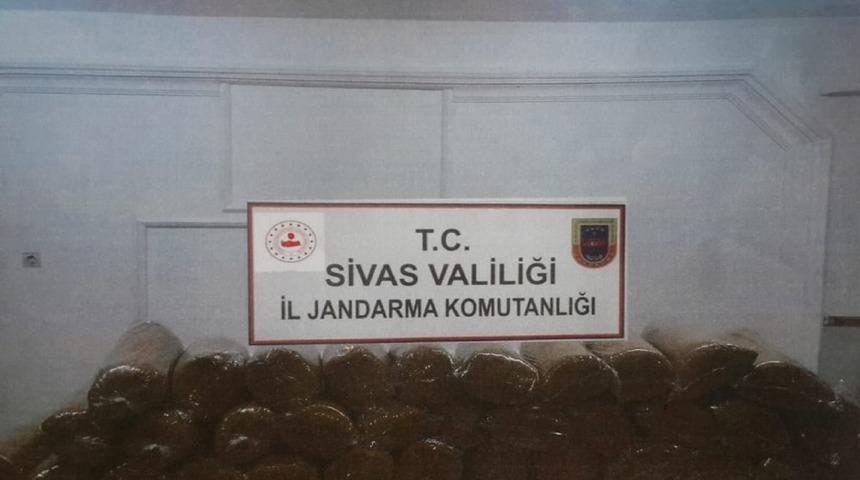 T.C.
SİVAS VALİLİĞİ
İL JANDARMA KOMUTANLIĞI